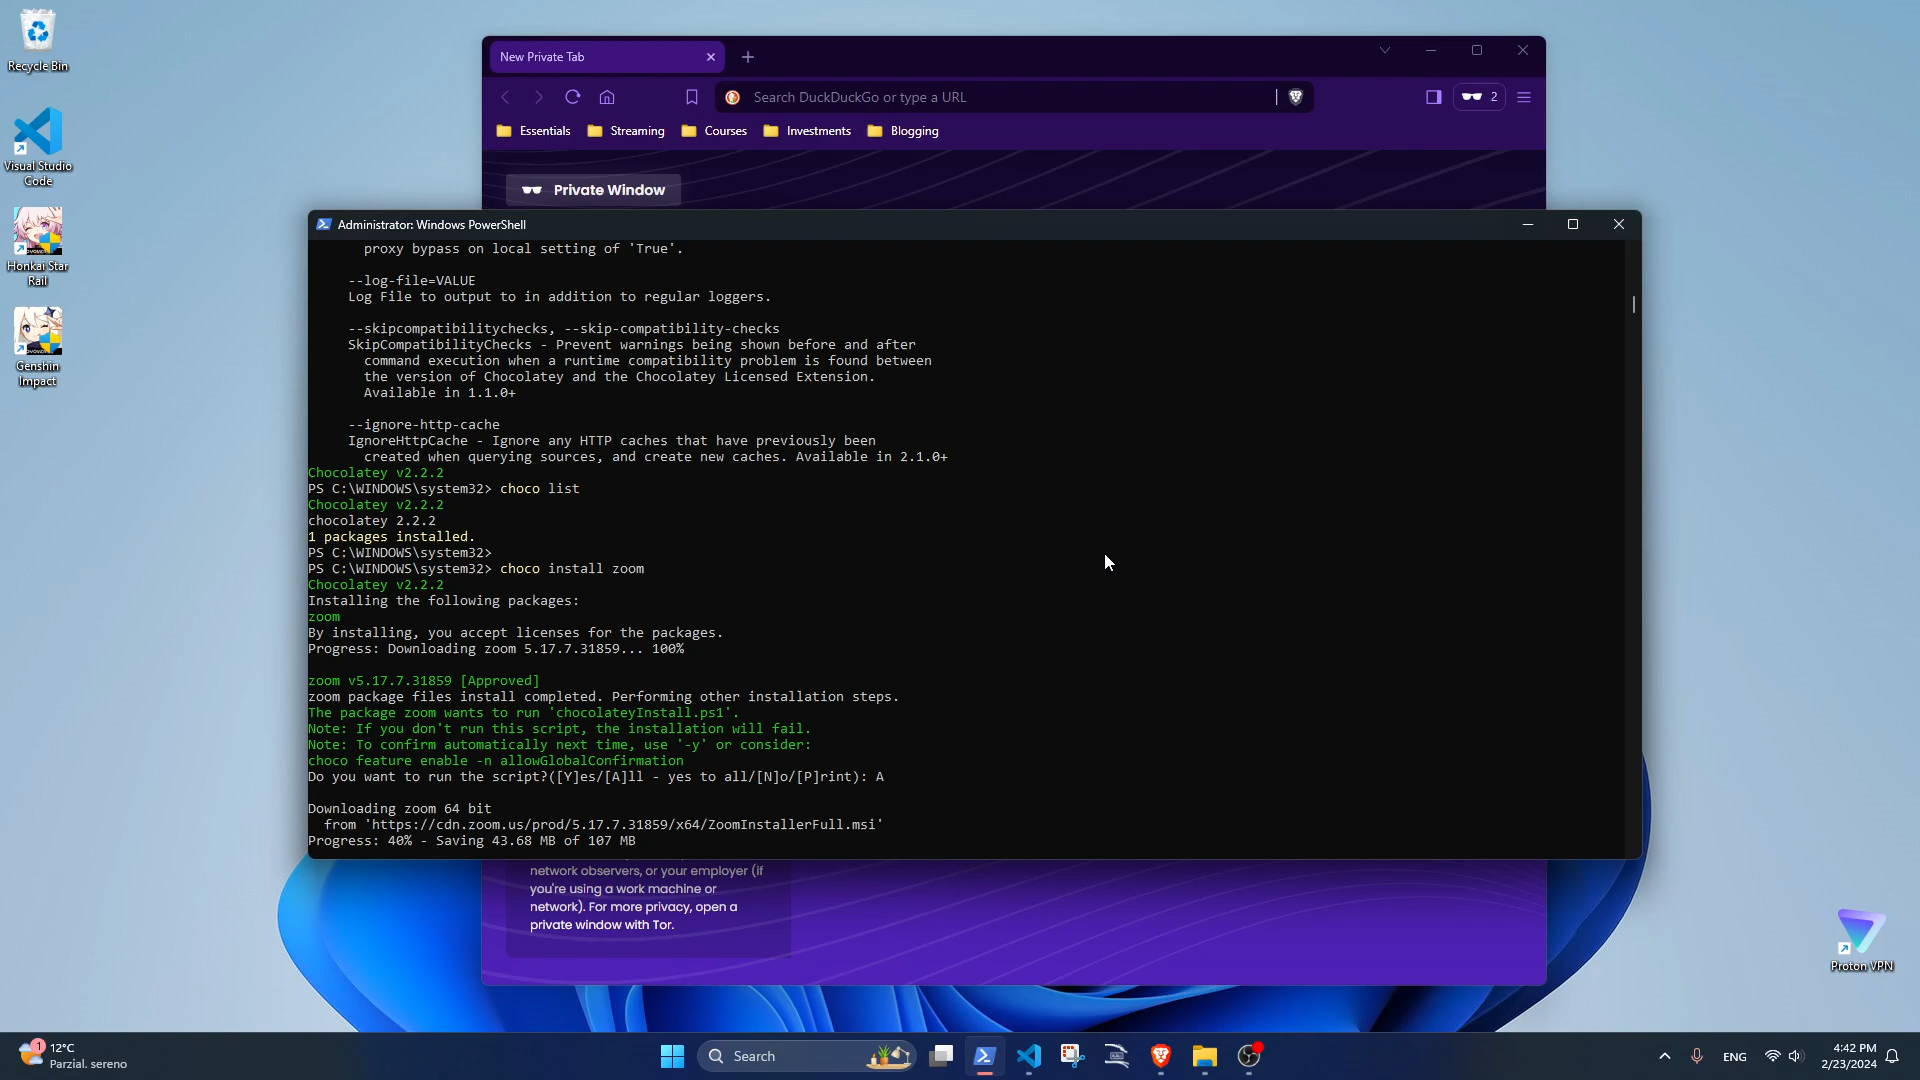 Recycle Bin
Visual Studio
Code
Honkai Star
Rail
Genshin
Impact
New Private Tab
Search DuckDuckGo or type a URL
2
Essentials
Streaming
Courses
Investments
Blogging
Private Window
Administrator: Windows PowerShell
proxy bypass on local setting of 'True'.
--log-file=VALUE
Log File to output to in addition to regular loggers.
--skipcompatibilitychecks, --skip-compatibility-checks
SkipCompatibilityChecks - Prevent warnings being shown before and after
command execution when a runtime compatibility problem is found between
the version of Chocolatey and the Chocolatey Licensed Extension.
Available in 1.1.0+
--ignore-http-cache
IgnoreHttpCache - Ignore any HTTP caches that have previously been
created when querying sources, and create new caches. Available in 2.1.0+
Chocolatey v2.2.2
PS C:\WINDOWS\system32> choco list
Chocolatey v2.2.2
chocolatey 2.2.2
1 packages installed.
PS C:\WINDOWS\system32>
PS C:\WINDOWS\system32> choco install zoom
Chocolatey v2.2.2
Installing the following packages:
zoom
By installing, you accept licenses for the packages.
Progress: Downloading zoom 5.17.7.31859... 100%
zoom v5.17.7.31859 [Approved]
zoom package files install completed. Performing other installation steps.
The package zoom wants to run 'chocolateyInstall.ps1'.
Note: If you don't run this script, the installation will fail.
Note: To confirm automatically next time, use '-y' or consider:
choco feature enable -n allowGlobalConfirmation
Do you want to run the script?([Y]es/[A]ll - yes to all/[N]o/[P]rint): A
Downloading zoom 64 bit
from 'https://cdn.zoom.us/prod/5.17.7.31859/x64/ZoomInstallerFull.msi'
Progress: 40% - Saving 43.68 MB of 107 MB
network observers, or your employer (if
you're using a work machine or
network). For more privacy, open a
private window with Tor.
Proton VPN
1
12°C
Parzial. sereno
Search
ENG
4:42 PM
2/23/2024